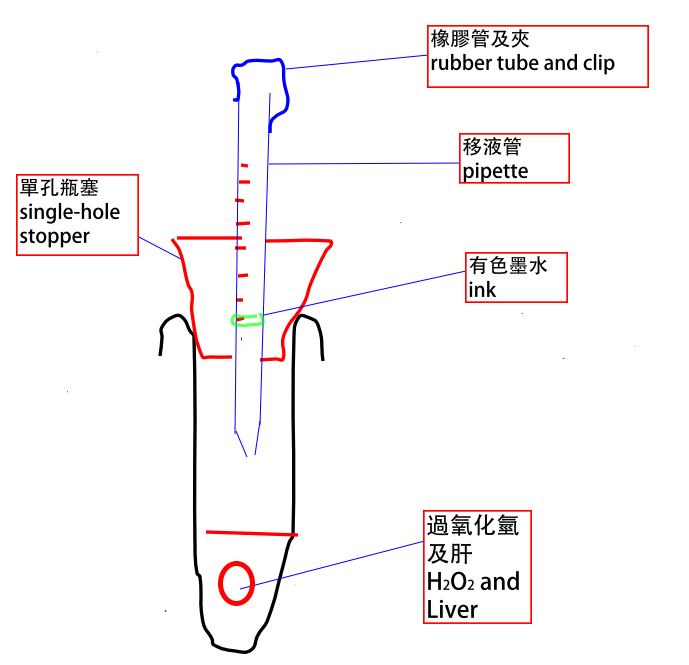 橡膠管及夾
rubber tube and clip
移液管
pipette
單孔瓶塞
single-hole
stopper
有色墨水
ink
過氧化氫
及肝
H₂O₂ and
Liver